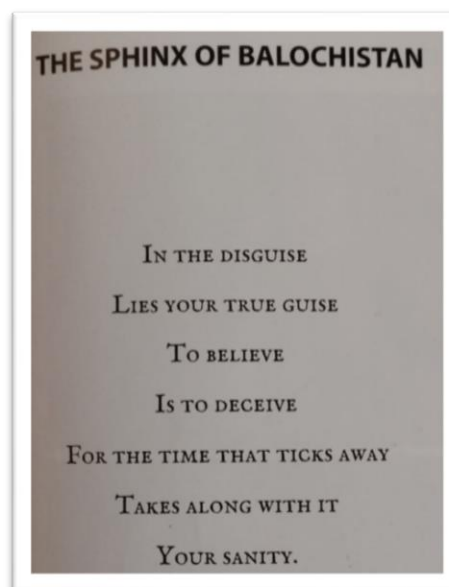 THE SPHINX OF BALOCHISTAN
IN THE DISGUISE
LIES YOUR TRUE GUISE
TO BELIEVE
IS TO DECEIVE
FOR THE TIME THAT TICKS AWAY
TAKES ALONG WITH IT
YOUR SANITY.